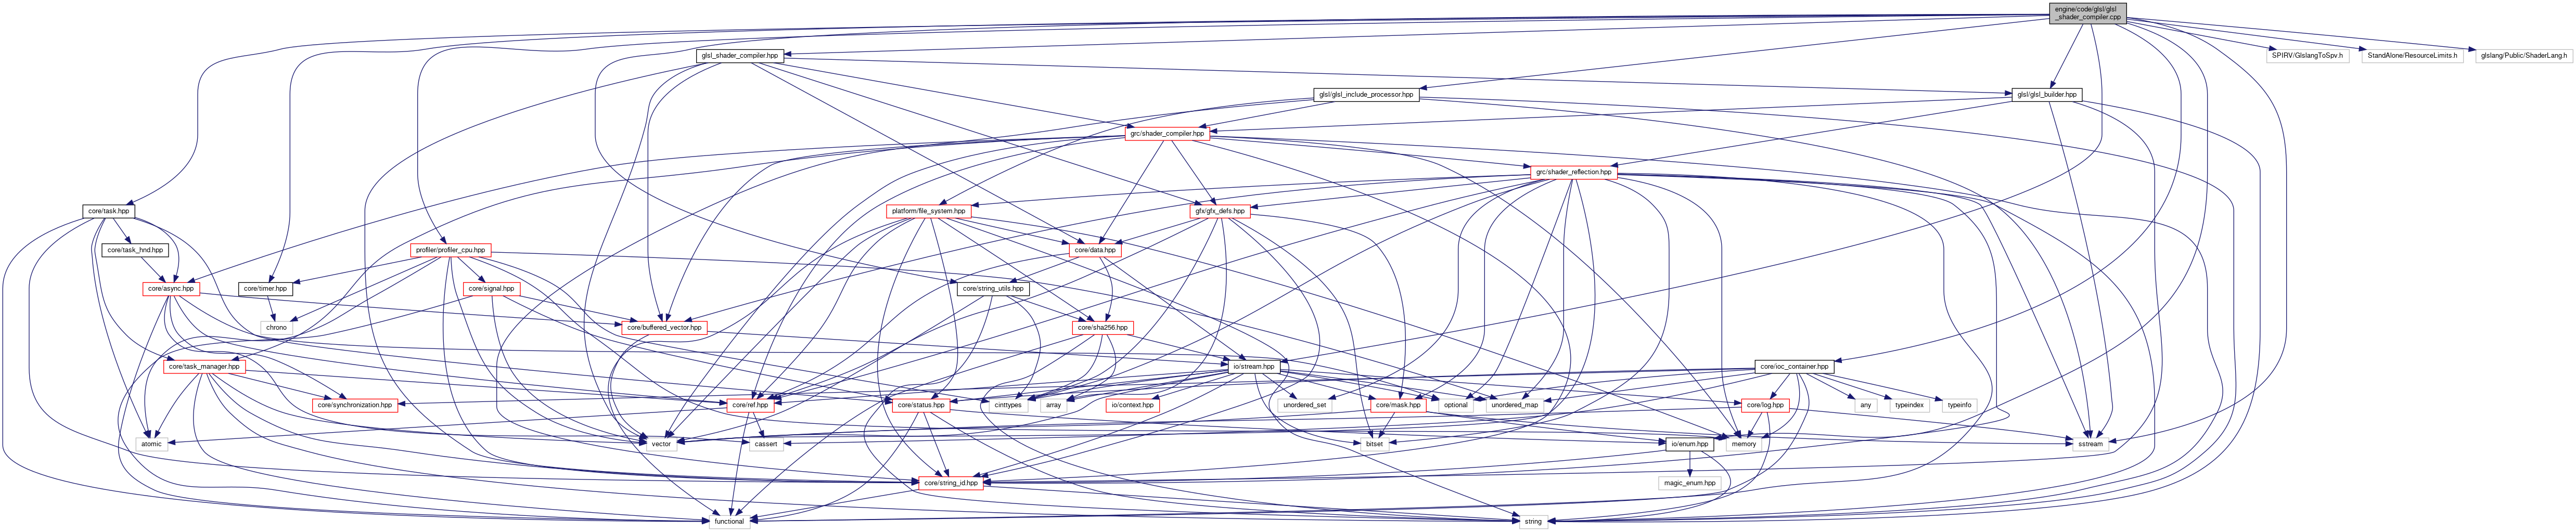 engine/code/glsl/glsl
_shader_compiler.cpp
glsl_shader_compiler.hpp
SPIRV/GlslangToSpv.h
StandAlone/ResourceLimits.h
glslang/Public/ShaderLang.h
glsl/glsl_include_processor.hpp
glsl/glsl_builder.hpp
grc/shader_compiler.hpp
grc/shader_reflection.hpp
core/task.hpp
platform/file_system.hpp
gfx/gfx_defs.hpp
core/task_hnd.hpp
profiler/profiler_cpu.hpp
core/data.hpp
core/async.hpp
core/timer.hpp
core/signal.hpp
core/string_utils.hpp
chrono
core/buffered_vector.hpp
core/sha256.hpp
core/task_manager.hpp
io/stream.hpp
core/ioc_container.hpp
core/synchronization.hpp
core/ref.hpp
core/status.hpp
cinttypes
array
io/context.hpp
unordered_set
core/mask.hpp
optional
unordered_map
core/log.hpp
any
typeindex
typeinfo
atomic
vector
cassert
bitset
io/enum.hpp
memory
sstream
core/string_id.hpp
magic_enum.hpp
functional
string